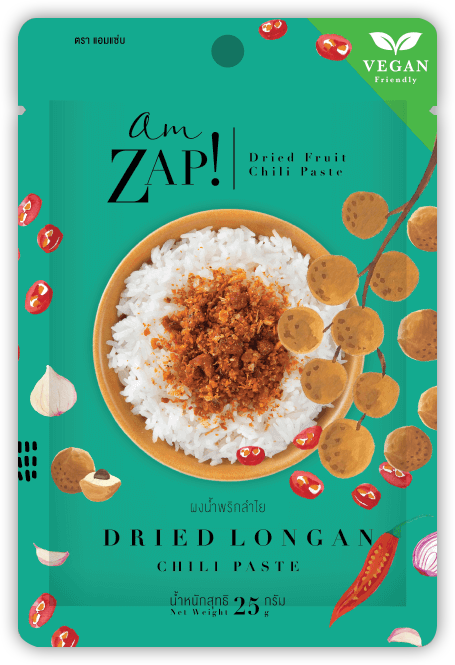 ตรา แอมแซ่บ
VEGAN
Friendly
am
ZAP!
Dried Fruit
Chili Paste
ผงน้ำพริกลำไย
DRIED LONGAN
CHILI PASTE
น้ำหนักสุทธิ 25 กรัม
Net Weight g